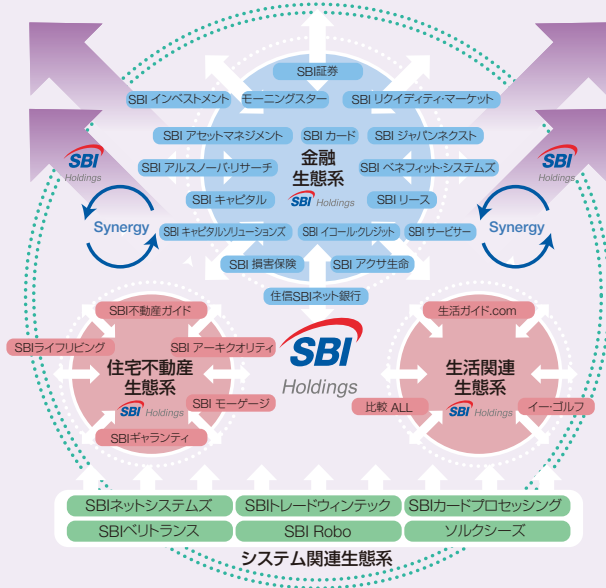 SBI証券
SBI インベストメント
モーニングスター
SBI リクイディティ・マーケット
SBI アセットマネジメント
SBI カード
SBI ジャパンネクスト
SBI Holdings
金融
生態系
SBI Holdings
SBI アルスノーバ・リサーチ
SBI Holdings
SBI ベネフィットシステムズ
SBI キャピタル
SBI リース
Synergy
Synergy
SBI キャピタルソリューションズ
SBI イコール・クレジット
SBI サービサー
SBI 損害保険
SBI アクサ生命
住信SBIネット銀行
SBI不動産ガイド
生活ガイド.com
SBI
Holdings
SBIライフリビング
SBI アーキクオリティ
住宅不動産
生態系
SBI Holdings
生活関連
生態系
SBI Holdings
SBI モーゲージ
比較 ALL
イー・ゴルフ
SBIギャランティ
SBIネットシステムズ
SBIトレードウィンテック
SBIカードプロセッシング
SBIベリトランス
SBI Robo
ソルクシーズ
システム関連生態系